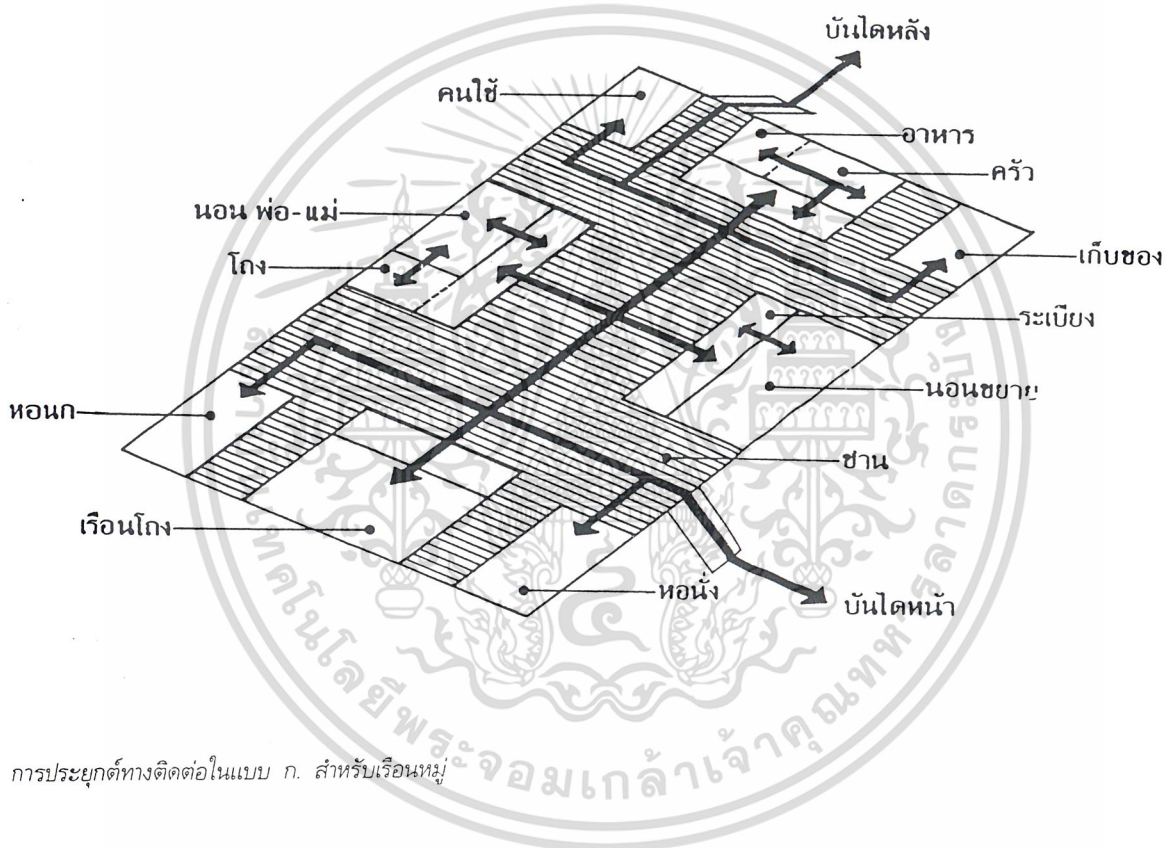 บันไดหลัง
คนใช้
อาหาร
ครัว
นอน พ่อ-แม่
โถง
เก็บของ
ระเบียง
นอนขยาย
หอนก
ชาน
เรือนโถง
หอนั่ง
บันไดหน้า
การประยุกต์ทางติดต่อในแบบ ก. สำหรับเรือนหมู่